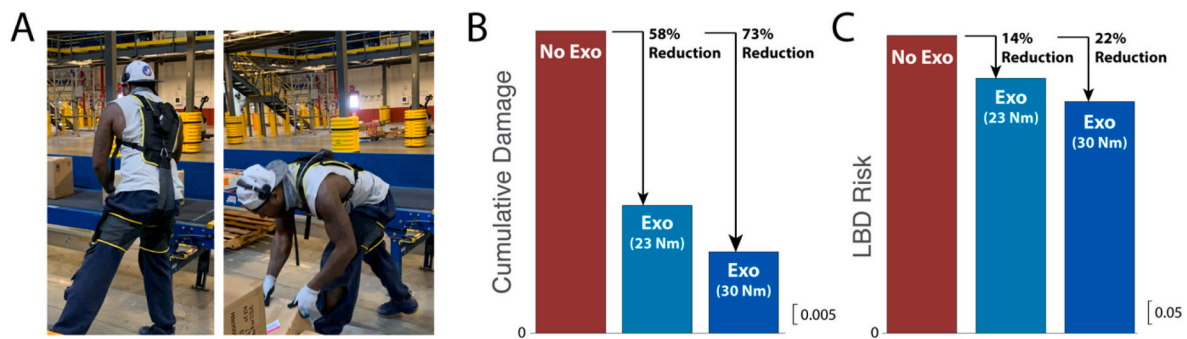 A
B
Cumulative Damage
No Exo
58%
Reduction
73%
Reduction
Exo
(23 Nm)
Exo
(30 Nm)
0
0.005
C
LBD Risk
No Exo
14%
Reduction
22%
Reduction
Exo
(23 Nm)
Exo
(30 Nm)
0
0.05